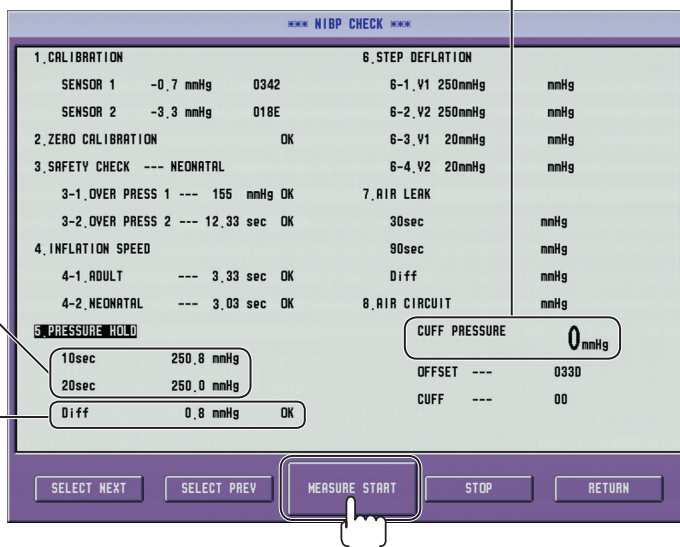 *** NIBP CHECK ***
1.CALIBRATION
SENSOR 1 -0.7 mmHg 0342
SENSOR 2 -3.3 mmHg 018E
2.ZERO CALIBRATION OK
3.SAFETY CHECK --- NEONATAL
3-1.OVER PRESS 1 --- 155 mmHg OK
3-2.OVER PRESS 2 --- 12.33 sec OK
4.INFLATION SPEED
4-1.ADULT --- 3.33 sec OK
4-2.NEONATAL --- 3.03 sec OK
5.PRESSURE HOLD
10sec 250.8 mmHg
20sec 250.0 mmHg
Diff 0.8 mmHg OK
6.STEP DEFLATION
6-1.V1 250mmHg mmHg
6-2.V2 250mmHg mmHg
6-3.V1 20mmHg mmHg
6-4.V2 20mmHg mmHg
7.AIR LEAK
30sec mmHg
90sec mmHg
Diff mmHg
8.AIR CIRCUIT mmHg
CUFF PRESSURE 0 mmHg
OFFSET --- 033D
CUFF --- 00
SELECT NEXT SELECT PREV MEASURE START STOP RETURN